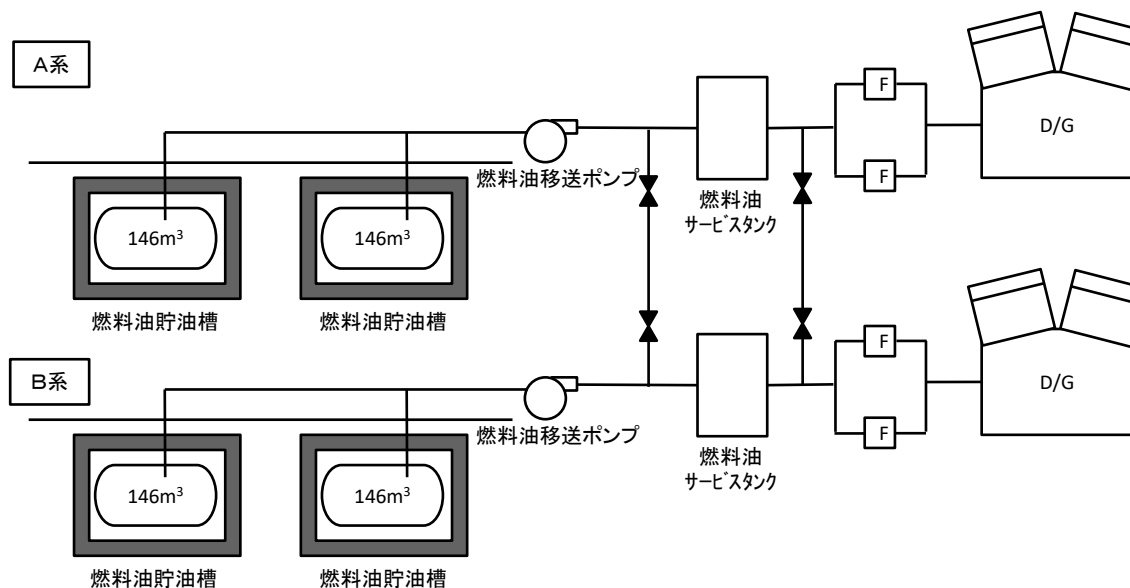 A系
F
D/G
F
燃料油移送ポンプ
燃料油
ｻｰﾋﾞｽﾀﾝｸ
146m³
146m³
燃料油貯油槽
燃料油貯油槽
B系
F
D/G
F
燃料油移送ポンプ
燃料油
ｻｰﾋﾞｽﾀﾝｸ
146m³
146m³
燃料油貯油槽
燃料油貯油槽